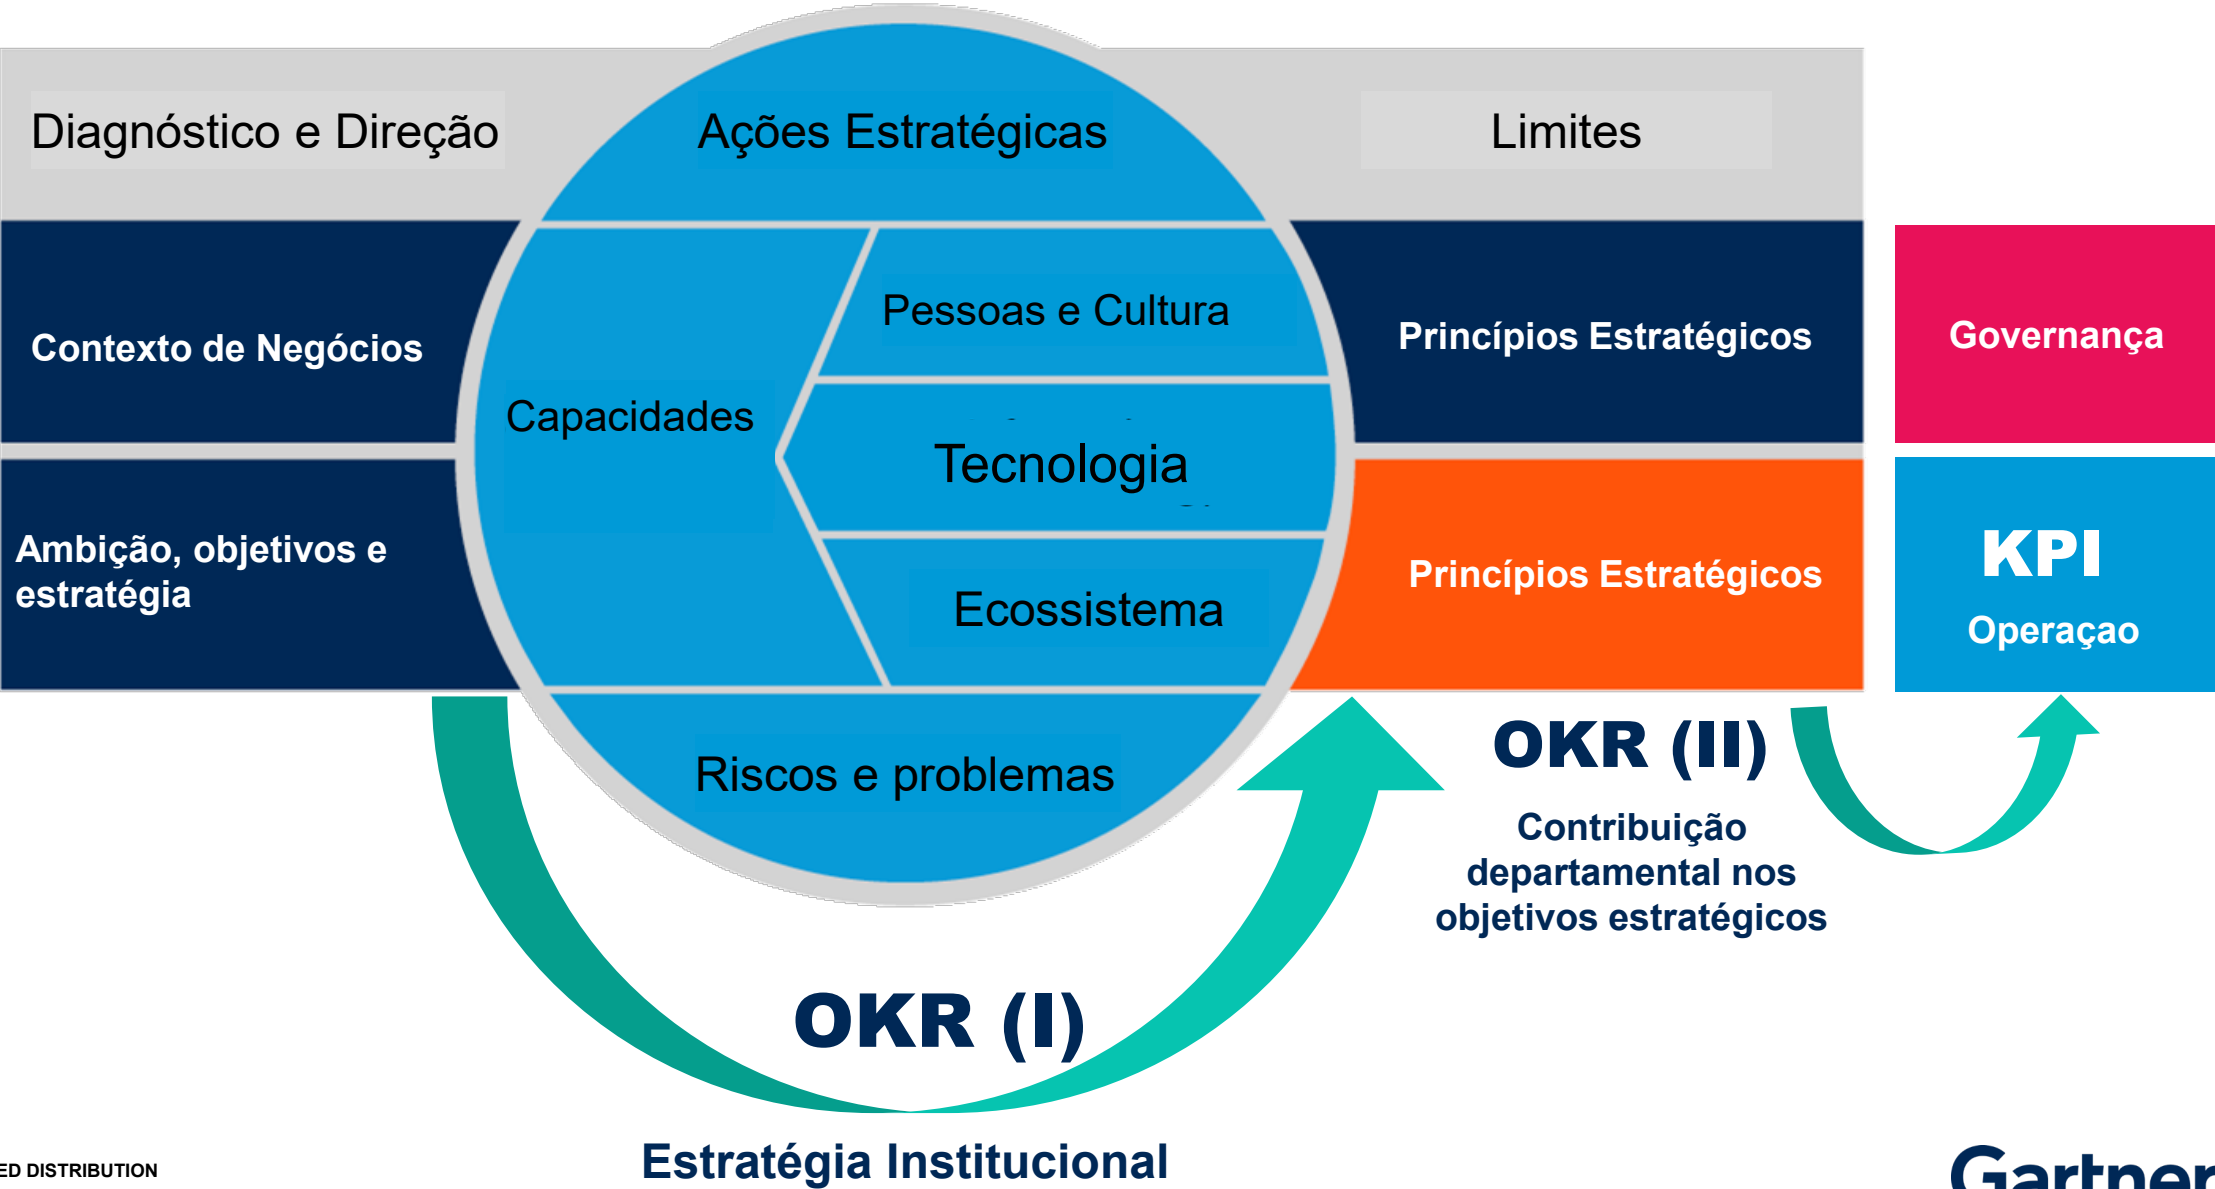 Diagnóstico e Direção
Ações Estratégicas
Limites
Contexto de Negócios
Ambição, objetivos e
estratégia
Capacidades
Pessoas e Cultura
Tecnologia
Ecossistema
Riscos e problemas
Princípios Estratégicos
Princípios Estratégicos
Governança
KPI
Operaçao
OKR (II)
Contribuição
departamental nos
objetivos estratégicos
OKR (I)
Estratégia Institucional
ED DISTRIBUTION
Gartner